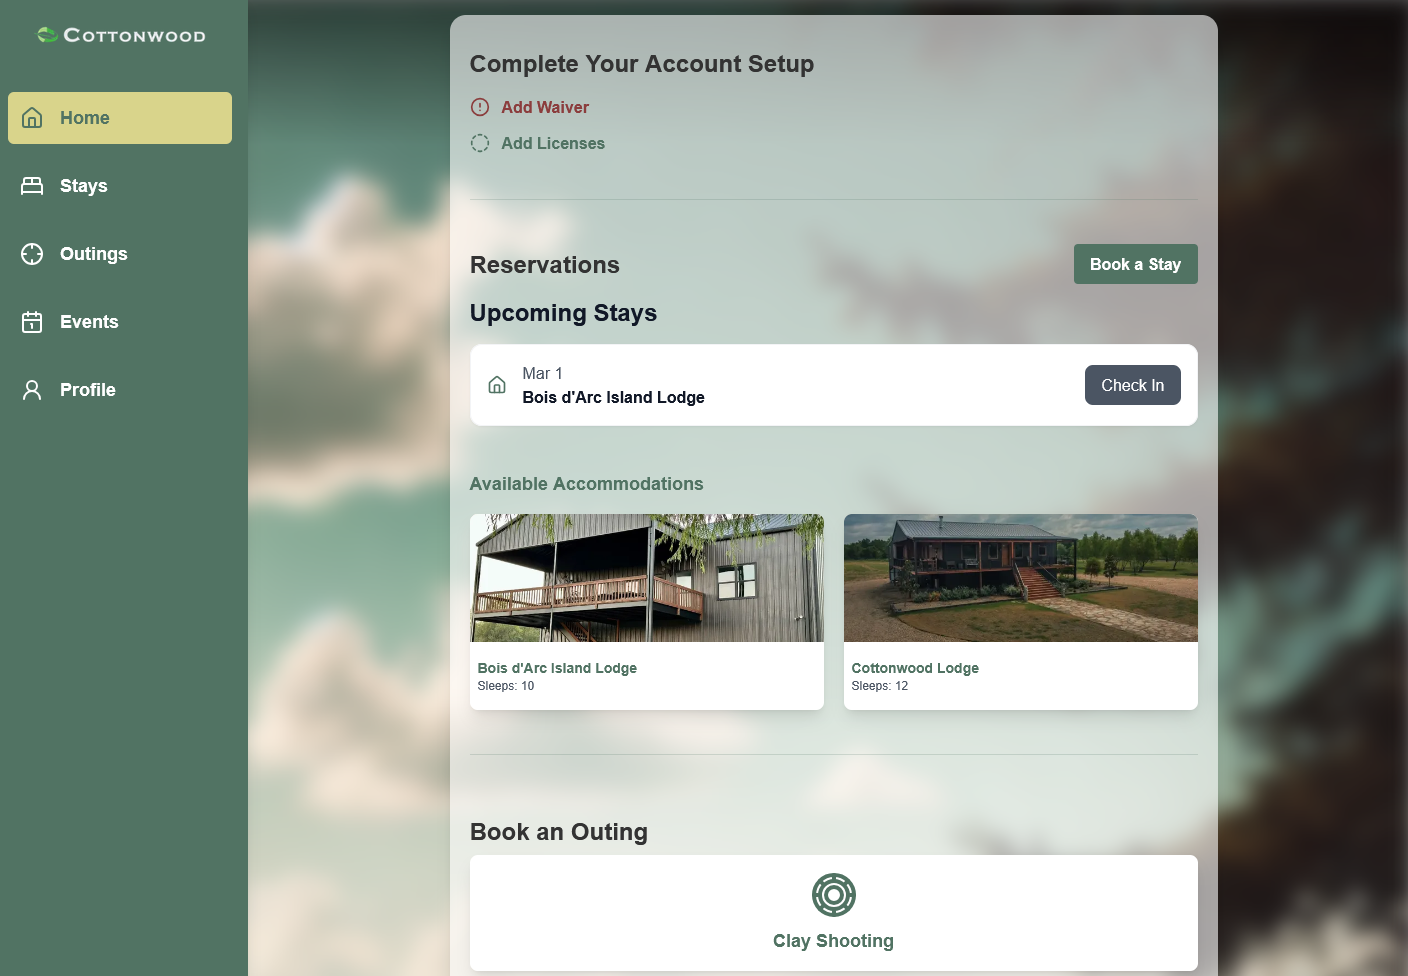 COTTONWOOD
Home
Stays
Outings
Events
Profile
Complete Your Account Setup
Add Waiver
Add Licenses
Reservations
Book a Stay
Upcoming Stays
Mar 1
Bois d'Arc Island Lodge
Check In
Available Accommodations
Bois d'Arc Island Lodge
Sleeps: 10
Cottonwood Lodge
Sleeps: 12
Book an Outing
Clay Shooting